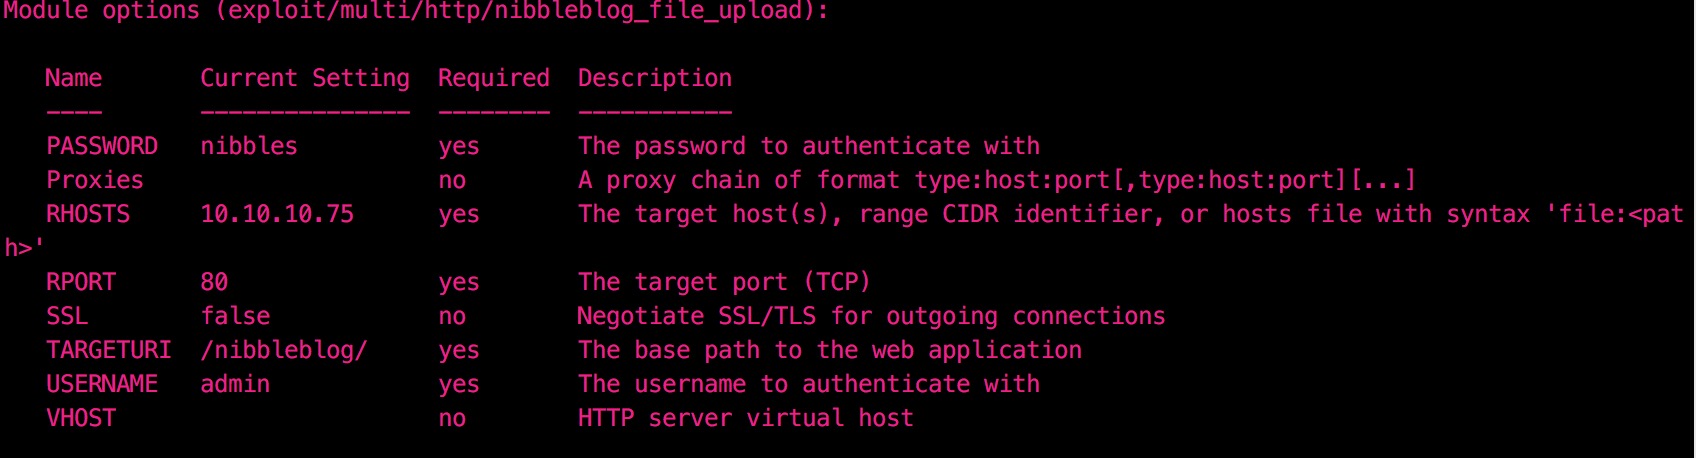 Module options (exploit/multi/http/nibbleblog_file_upload):
Name Current Setting Required Description
---- --------------- -------- -----------
PASSWORD nibbles yes The password to authenticate with
Proxies no A proxy chain of format type:host:port[,type:host:port][...]
RHOSTS 10.10.10.75 yes The target host(s), range CIDR identifier, or hosts file with syntax 'file:<pat
h>'
RPORT 80 yes The target port (TCP)
SSL false no Negotiate SSL/TLS for outgoing connections
TARGETURI /nibbleblog/ yes The base path to the web application
USERNAME admin yes The username to authenticate with
VHOST no HTTP server virtual host